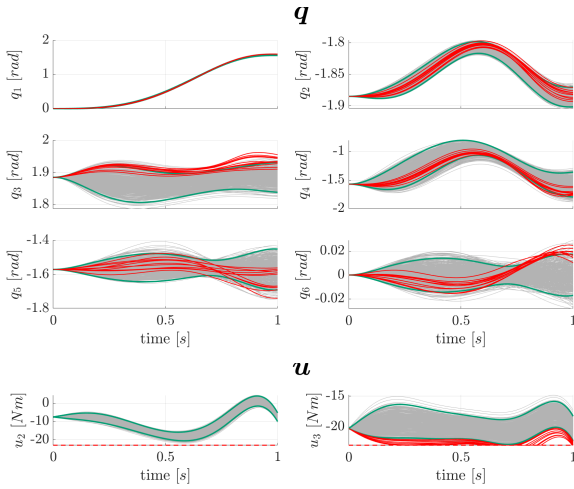 q
2
1
0
q₁ [rad]
-1.8
-1.85
-1.9
q₂ [rad]
2
1.9
1.8
q₃ [rad]
-1
-1.5
-2
q₄ [rad]
-1.4
-1.6
-1.8
q₅ [rad]
0 0.5 1
time [s]
0.02
0
-0.02
q₆ [rad]
0 0.5 1
time [s]
u
0
-10
-20
u₂ [Nm]
0 0.5 1
time [s]
-15
-20
u₃ [Nm]
0 0.5 1
time [s]